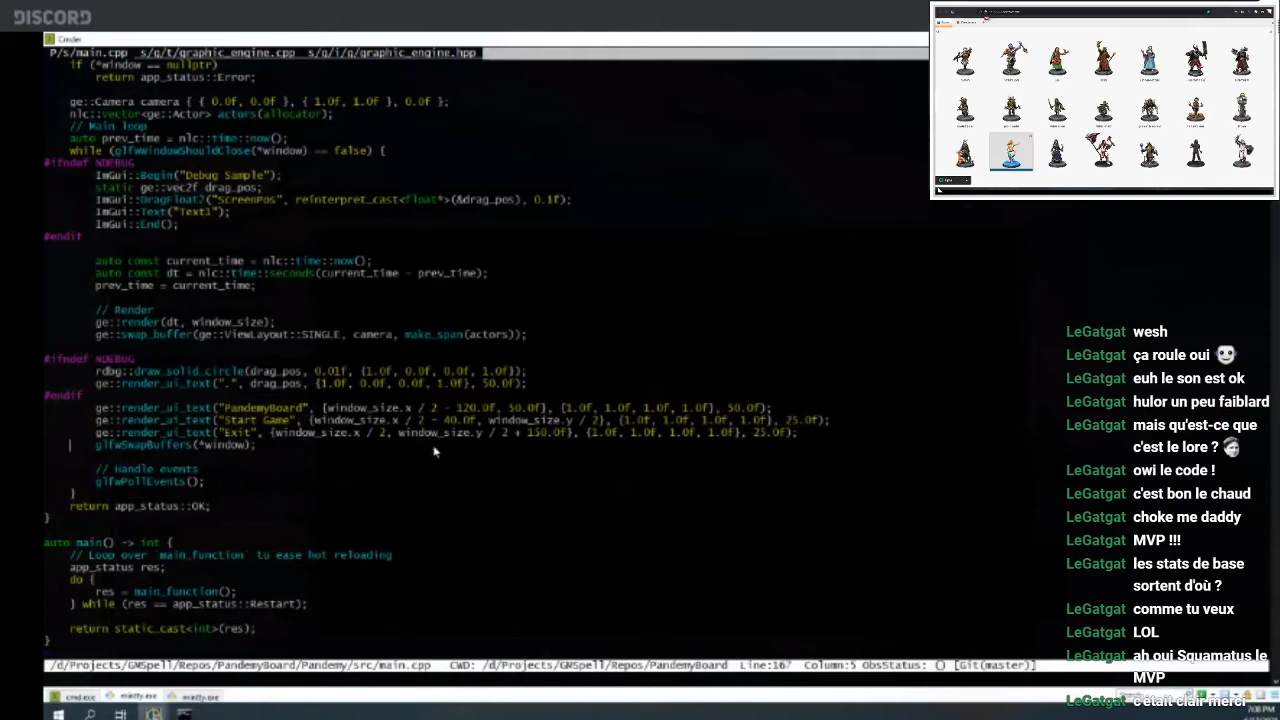 DISCORD
Cmder
P/s/main.cpp s/g/t/graphic_engine.cpp s/g/i/g/graphic_engine.hpp
if (*window == nullptr)
return app_status::Error;
ge::Camera camera { { 0.0f, 0.0f }, { 1.0f, 1.0f }, 0.0f };
nlc::vector<ge::Actor> actors(allocator);
// Main loop
auto prev_time = nlc::time::now();
while (glfwWindowShouldClose(*window) == false) {
#ifndef NDEBUG
ImGui::Begin("Debug Sample");
static ge::vec2f drag_pos;
ImGui::DragFloat2("ScreenPos", reinterpret_cast<float*>(&drag_pos), 0.1f);
ImGui::Text("Text1");
ImGui::End();
#endif
auto const current_time = nlc::time::now();
auto const dt = nlc::time::seconds(current_time - prev_time);
prev_time = current_time;
// Render
ge::render(dt, window_size);
ge::swap_buffer(ge::ViewLayout::SINGLE, camera, make_span(actors));
#ifndef NDEBUG
rdbg::draw_solid_circle(drag_pos, 0.01f, {1.0f, 0.0f, 0.0f, 1.0f});
ge::render_ui_text(".", drag_pos, {1.0f, 0.0f, 0.0f, 1.0f}, 50.0f);
#endif
ge::render_ui_text("PandemyBoard", {window_size.x / 2 - 120.0f, 50.0f}, {1.0f, 1.0f, 1.0f, 1.0f}, 50.0f);
ge::render_ui_text("Start Game", {window_size.x / 2 - 40.0f, window_size.y / 2}, {1.0f, 1.0f, 1.0f, 1.0f}, 25.0f);
ge::render_ui_text("Exit", {window_size.x / 2, window_size.y / 2 + 150.0f}, {1.0f, 1.0f, 1.0f, 1.0f}, 25.0f);
glfwSwapBuffers(*window);
// Handle events
glfwPollEvents();
}
return app_status::OK;
}
auto main() -> int {
// Loop over main_function to ease hot reloading
app_status res;
do {
res = main_function();
} while (res == app_status::Restart);
return static_cast<int>(res);
}
/d/Projects/GMSpell/Repos/PandemyBoard/Pandemy/src/main.cpp CWD: /d/Projects/GMSpell/Repos/PandemyBoard Line:167 Column:5 ObsStatus: () [Git(master)]
cmd.exe mintty.exe mintty.exe
7:08 PM
LeGatgat wesh
LeGatgat ça roule oui
LeGatgat euh le son est ok
LeGatgat hulor un peu faiblard
LeGatgat mais qu'est-ce que
c'est le lore ?
LeGatgat owi le code !
LeGatgat c'est bon le chaud
LeGatgat choke me daddy
LeGatgat MVP !!!
LeGatgat les stats de base
sortent d'où ?
LeGatgat comme tu veux
LeGatgat LOL
LeGatgat ah oui Squamatus le
MVP
LeGatgat c'était clair merci